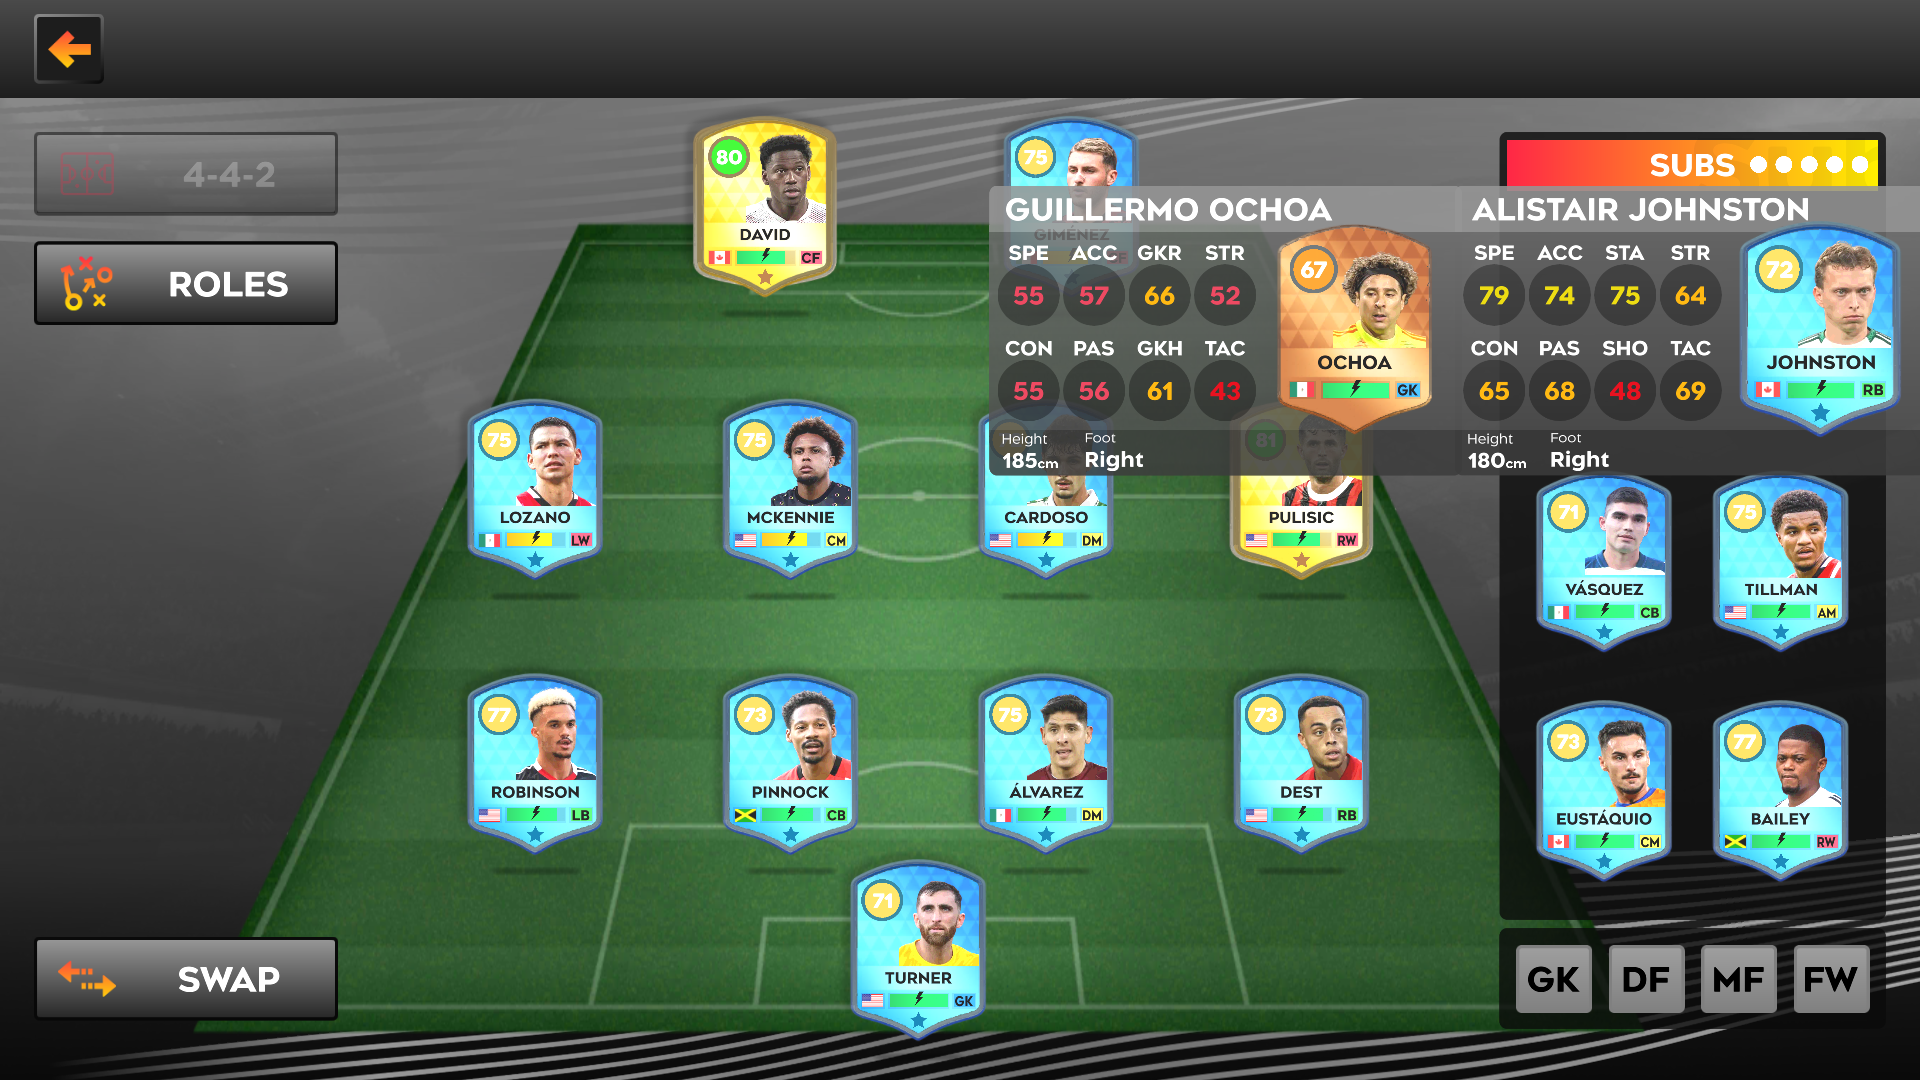 4-4-2
ROLES
SWAP
80
DAVID
CF
75
GIMÉNEZ
SUBS
GUILLERMO OCHOA
SPE ACC GKR STR
55 57 66 52
CON PAS GKH TAC
55 56 61 43
Height Foot
185cm Right
67
OCHOA
GK
ALISTAIR JOHNSTON
SPE ACC STA STR
79 74 75 64
CON PAS SHO TAC
65 68 48 69
Height Foot
180cm Right
72
JOHNSTON
RB
75
LOZANO
LW
75
MCKENNIE
CM
CARDOSO
DM
81
PULISIC
RW
71
VÁSQUEZ
CB
75
TILLMAN
AM
77
ROBINSON
LB
73
PINNOCK
CB
75
ÁLVAREZ
DM
73
DEST
RB
73
EUSTÁQUIO
CM
77
BAILEY
RW
71
TURNER
GK
GK DF MF FW